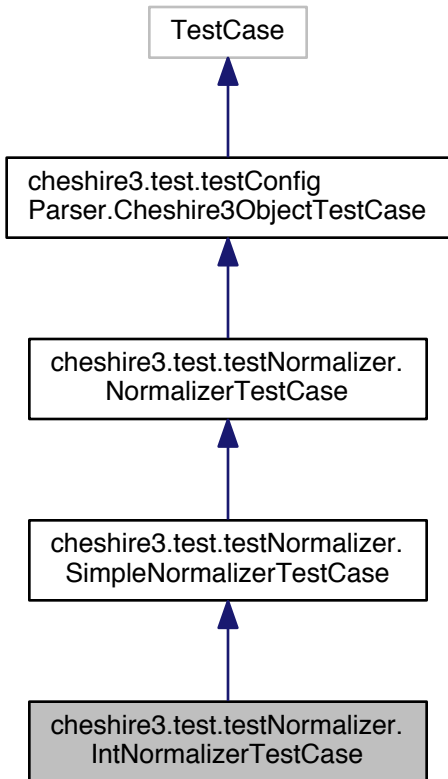 TestCase
cheshire3.test.testConfig
Parser.Cheshire3ObjectTestCase
cheshire3.test.testNormalizer.
NormalizerTestCase
cheshire3.test.testNormalizer.
SimpleNormalizerTestCase
cheshire3.test.testNormalizer.
IntNormalizerTestCase